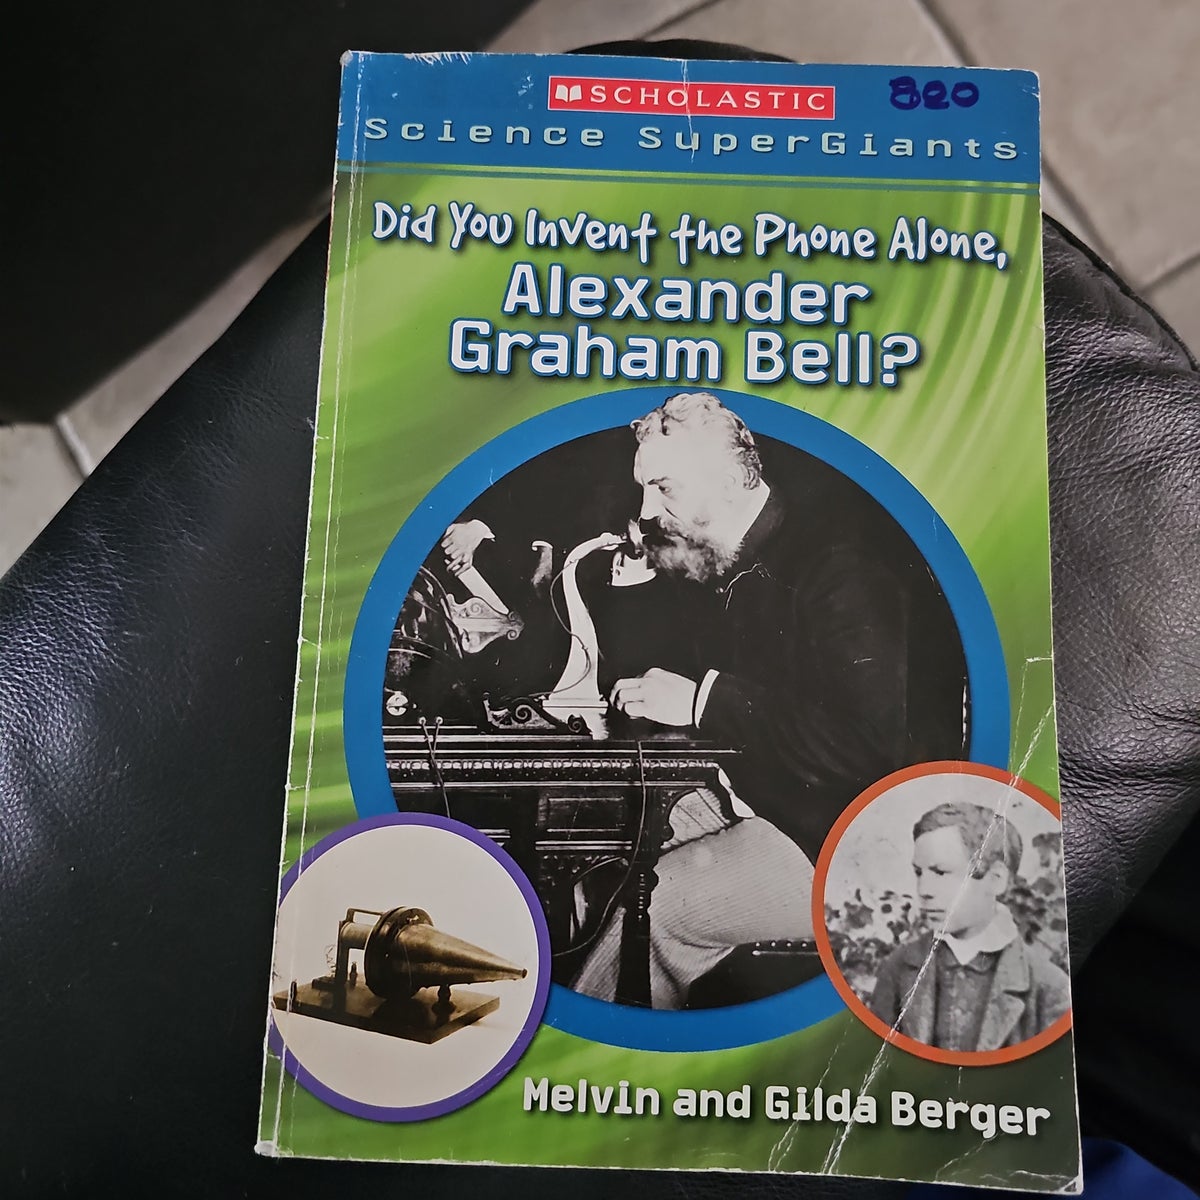 SCHOLASTIC
820
Science SuperGiants
Did You Invent the Phone Alone,
Alexander
Graham Bell?
Melvin and Gilda Berger